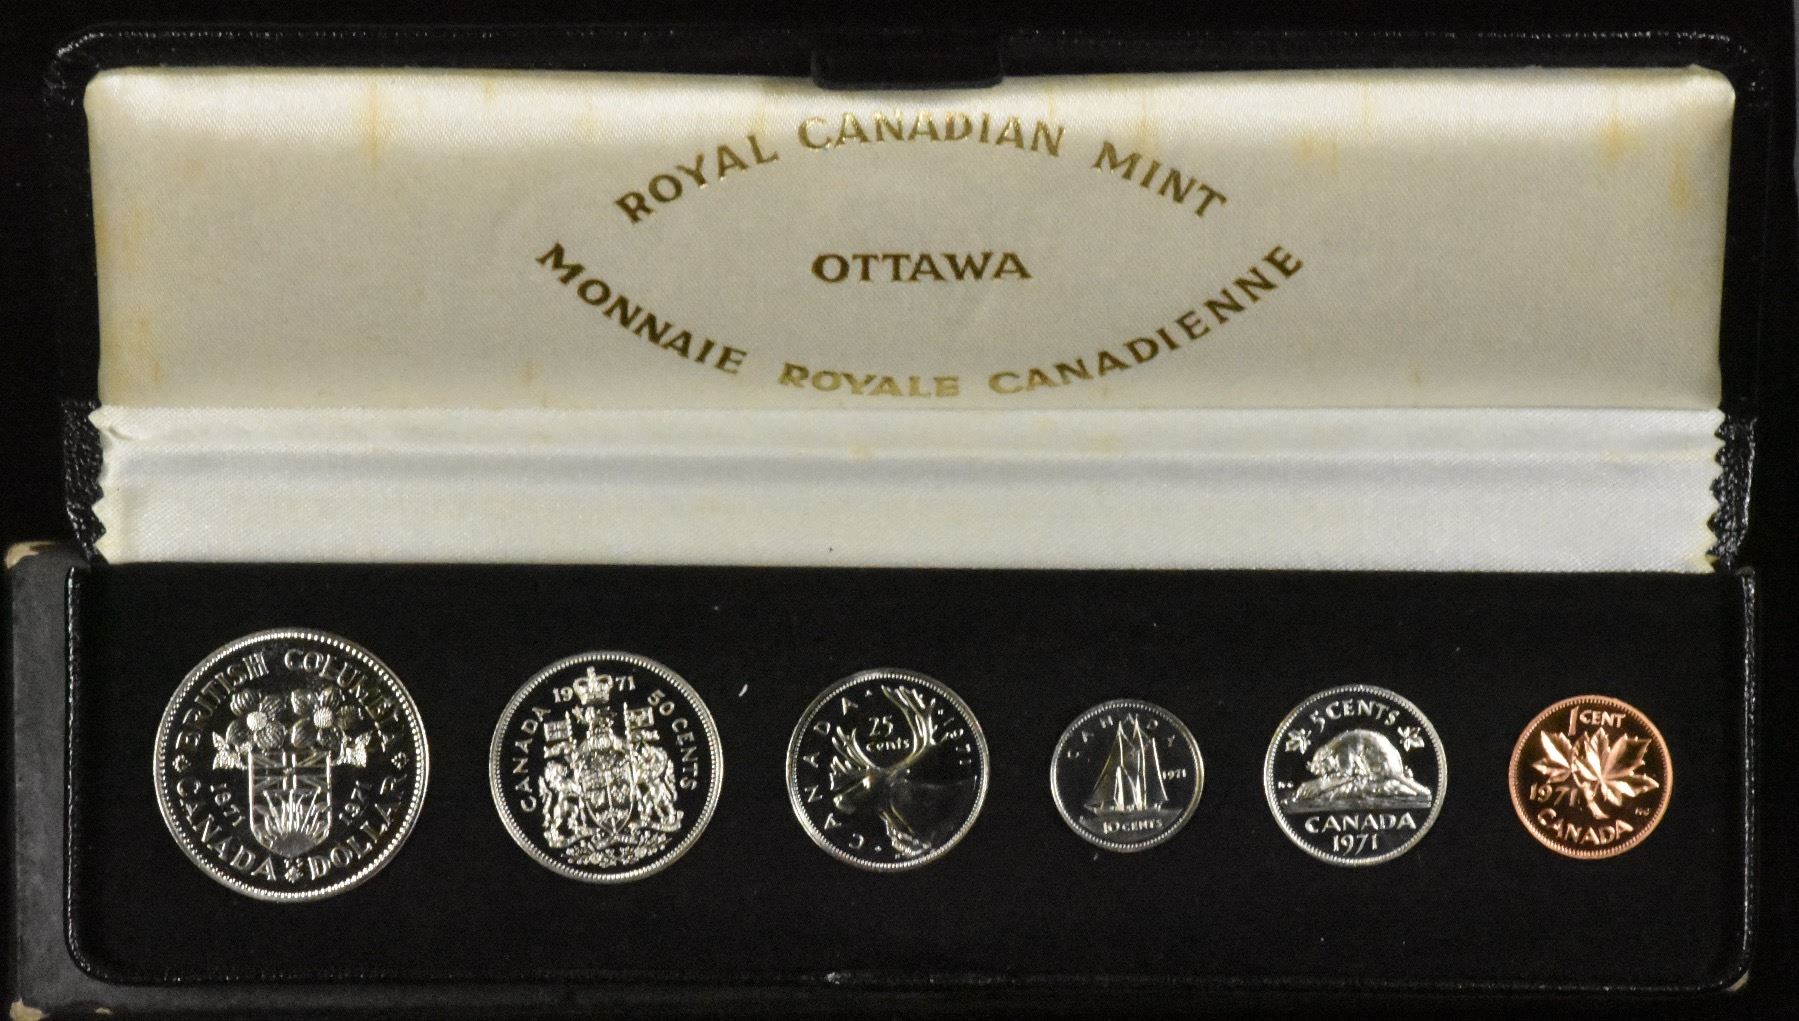 ROYAL CANADIAN MINT
OTTAWA
MONNAIE ROYALE CANADIENNE
BRITISH COLUMBIA
1871 1971
CANADA DOLLAR
1971
CANADA 50 CENTS
CANADA 1971
25
cents
CANADA
1971
10 CENTS
5 CENTS
CANADA
1971
1 CENT
1971
CANADA